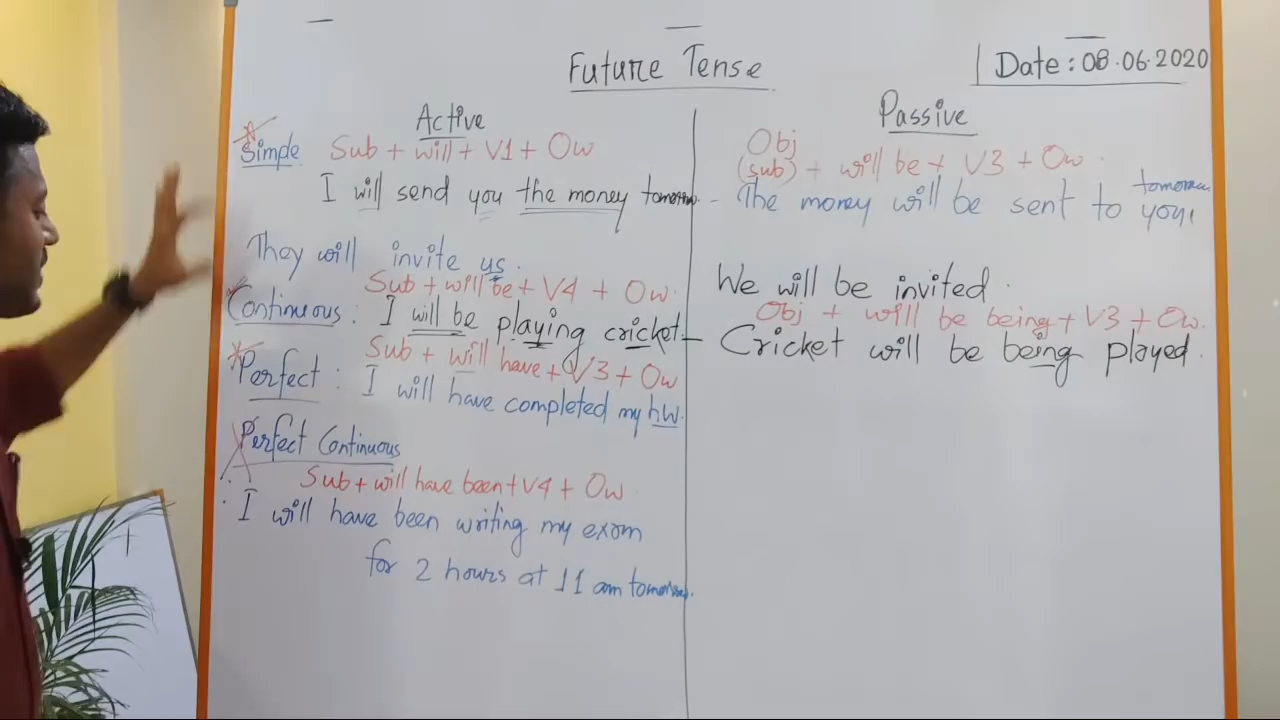 Future Tense
Date: 08.06.2020
Active
Simple Sub + will + V1 + Ow
I will send you the money tomorrow
They will invite us.
Sub + will be + V4 + Ow.
Continuous: I will be playing cricket
Sub + will have + V3 + Ow
Perfect: I will have completed my hw.
Perfect Continuous
Sub + will have been + V4 + Ow.
I will have been writing my exam
for 2 hours at 11 am tomorrow.
Passive
Obj
(sub) + will be + V3 + Ow.
tomorrow
- The money will be sent to you.
We will be invited.
Obj + will be being + V3 + Ow.
- Cricket will be being played.